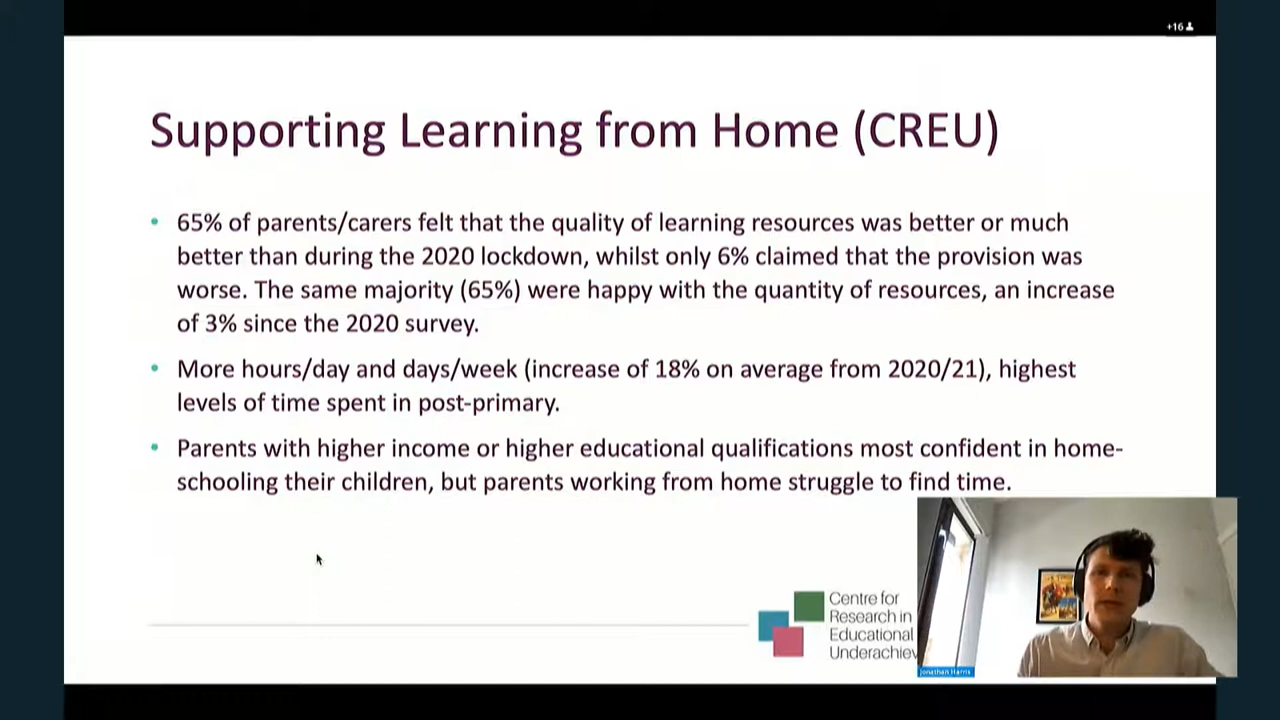 +16
Supporting Learning from Home (CREU)
• 65% of parents/carers felt that the quality of learning resources was better or much
better than during the 2020 lockdown, whilst only 6% claimed that the provision was
worse. The same majority (65%) were happy with the quantity of resources, an increase
of 3% since the 2020 survey.
• More hours/day and days/week (increase of 18% on average from 2020/21), highest
levels of time spent in post-primary.
• Parents with higher income or higher educational qualifications most confident in home-
schooling their children, but parents working from home struggle to find time.
Centre for
Research in
Educational
Underachiev
Jonathan Harris